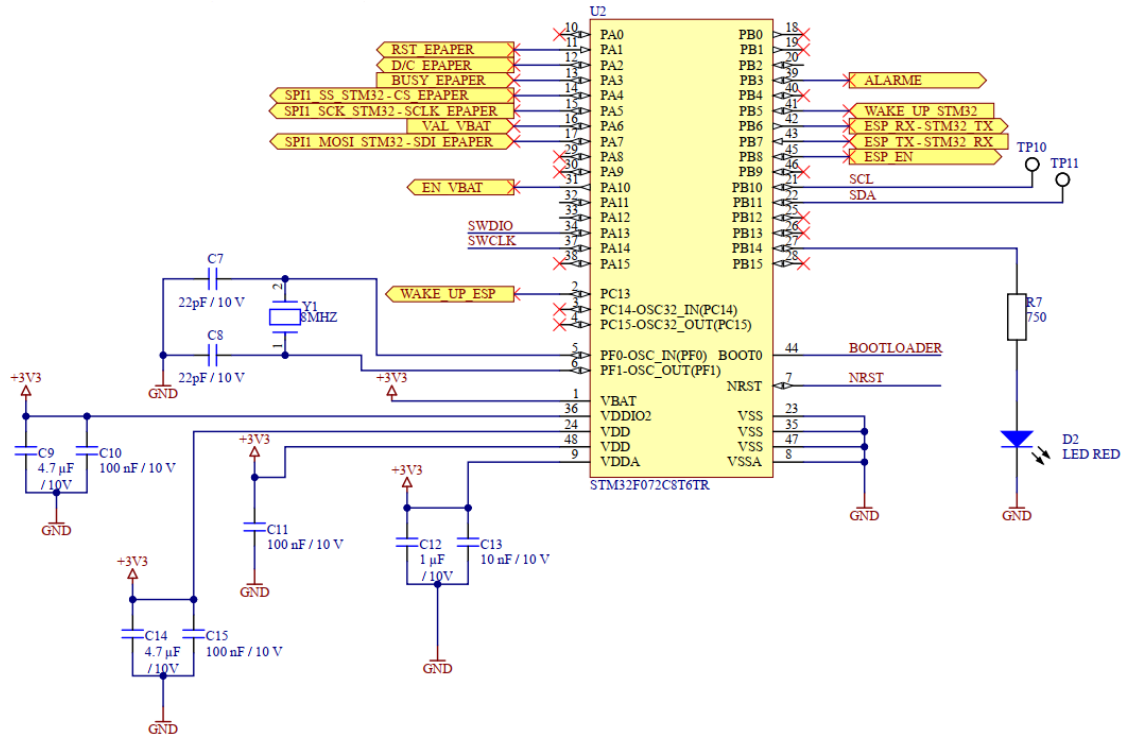 U2
10 PA0 PB0 18
RST_EPAPER 11 PA1 PB1 19
D/C_EPAPER 12 PA2 PB2 20
BUSY_EPAPER 13 PA3 PB3 39 ALARME
SPI1_SS_STM32 - CS_EPAPER 14 PA4 PB4 40
SPI1_SCK_STM32 - SCLK_EPAPER 15 PA5 PB5 41 WAKE_UP_STM32
VAL_VBAT 16 PA6 PB6 42 ESP_RX - STM32_TX
SPI1_MOSI_STM32 - SDI_EPAPER 17 PA7 PB7 43 ESP_TX - STM32_RX
29 PA8 PB8 45 ESP_EN
30 PA9 PB9 46
TP10
EN_VBAT 31 PA10 PB10 21 SCL
TP11
32 PA11 PB11 22 SDA
33 PA12 PB12 25
SWDIO 34 PA13 PB13 26
SWCLK 37 PA14 PB14 27
38 PA15 PB15 28
WAKE_UP_ESP 2 PC13
3 PC14-OSC32_IN(PC14)
4 PC15-OSC32_OUT(PC15)
C7
22pF / 10 V
2
Y1
8MHZ
1
C8
22pF / 10 V
GND
R7
750
5 PF0-OSC_IN(PF0) BOOT0 44 BOOTLOADER
6 PF1-OSC_OUT(PF1)
NRST 7 NRST
+3V3 1 VBAT
36 VDDIO2 VSS 23
24 VDD VSS 35
48 VDD VSS 47
9 VDDA VSSA 8
STM32F072C8T6TR
D2
LED RED
GND
GND
+3V3
C9
4.7 µF
/ 10V
C10
100 nF / 10 V
GND
+3V3
C11
100 nF / 10 V
GND
+3V3
C12
1 µF
/ 10V
C13
10 nF / 10 V
GND
+3V3
C14
4.7 µF
/ 10V
C15
100 nF / 10 V
GND